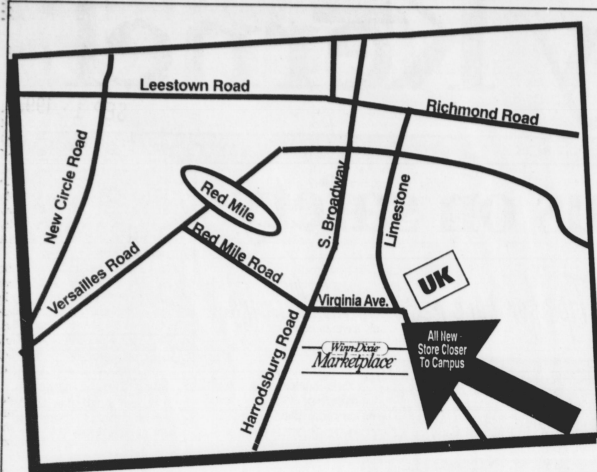 Leestown Road
Richmond Road
New Circle Road
Red Mile
S. Broadway
Limestone
Versailles Road
Red Mile Road
UK
Virginia Ave.
Harrodsburg Road
Winn-Dixie
Marketplace
All New
Store Closer
To Campus